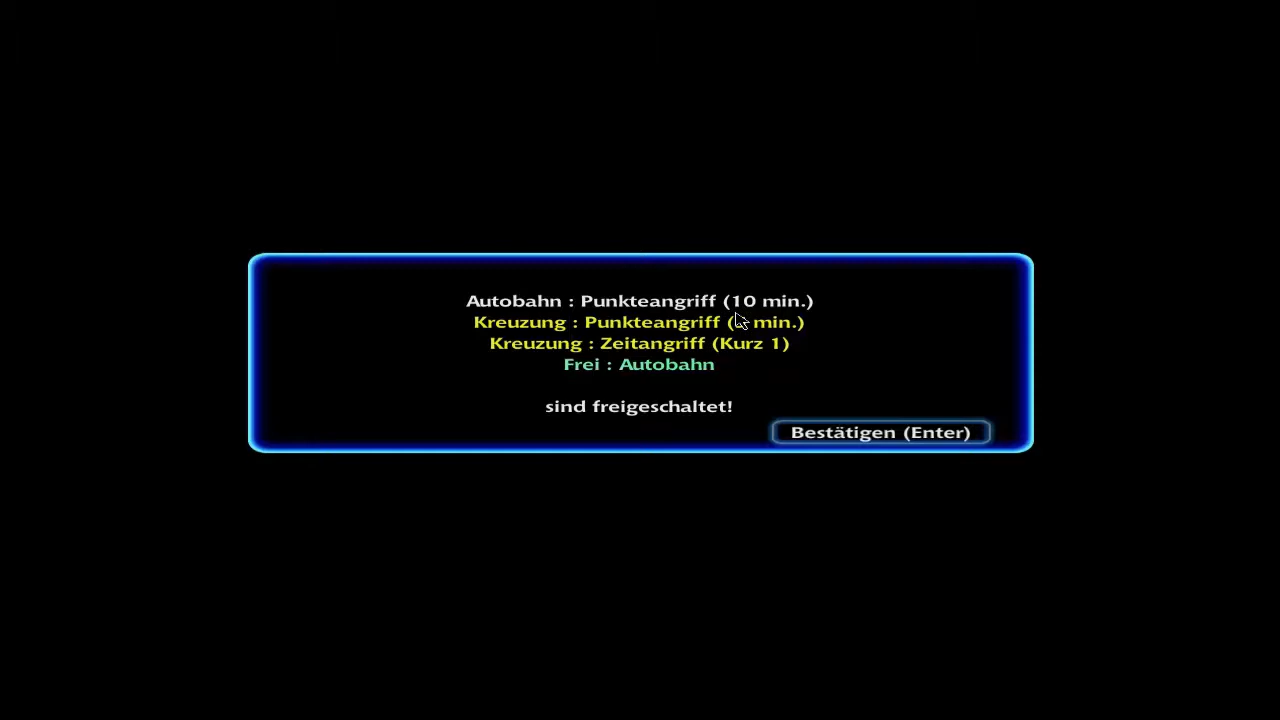 Autobahn : Punkteangriff (10 min.)
Kreuzung : Punkteangriff ( min.)
Kreuzung : Zeitangriff (Kurz 1)
Frei : Autobahn
sind freigeschaltet!
Bestätigen (Enter)